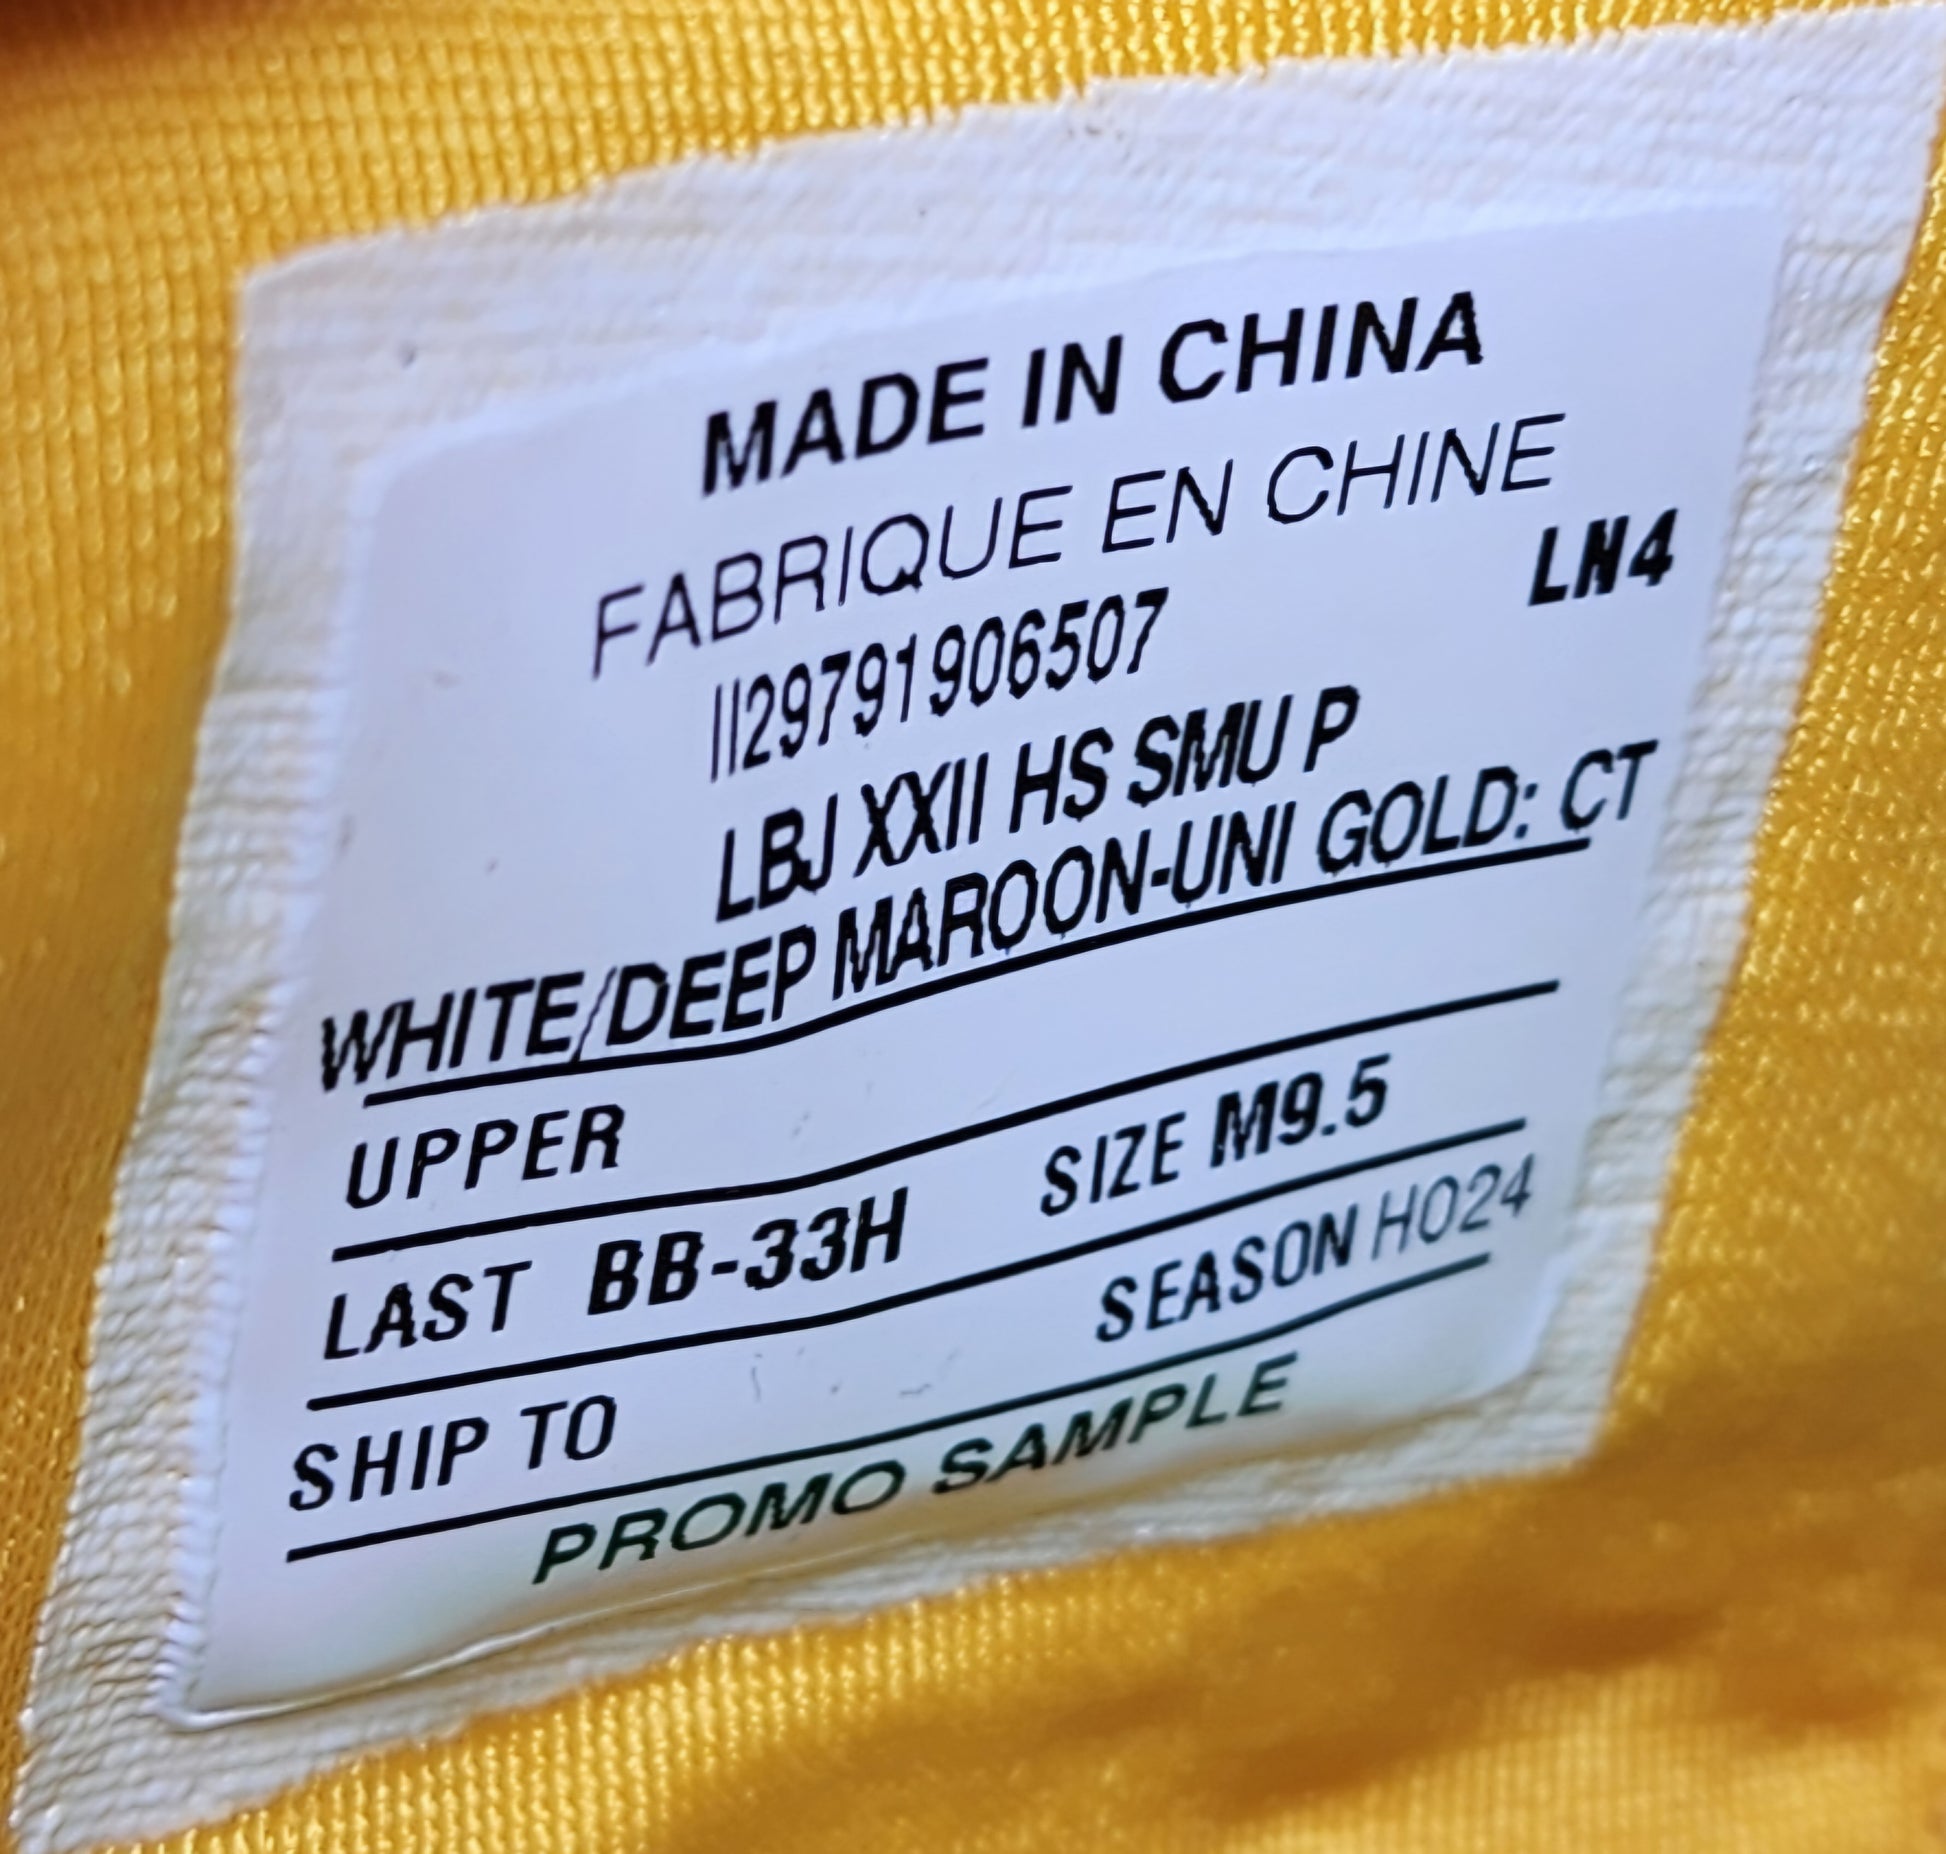 MADE IN CHINA
FABRIQUE EN CHINE
LN4
II29791906507
LBJ XXII HS SMU P
WHITE/DEEP MAROON-UNI GOLD: CT
UPPER
LAST BB-33H SIZE M9.5
SHIP TO SEASON HO24
PROMO SAMPLE